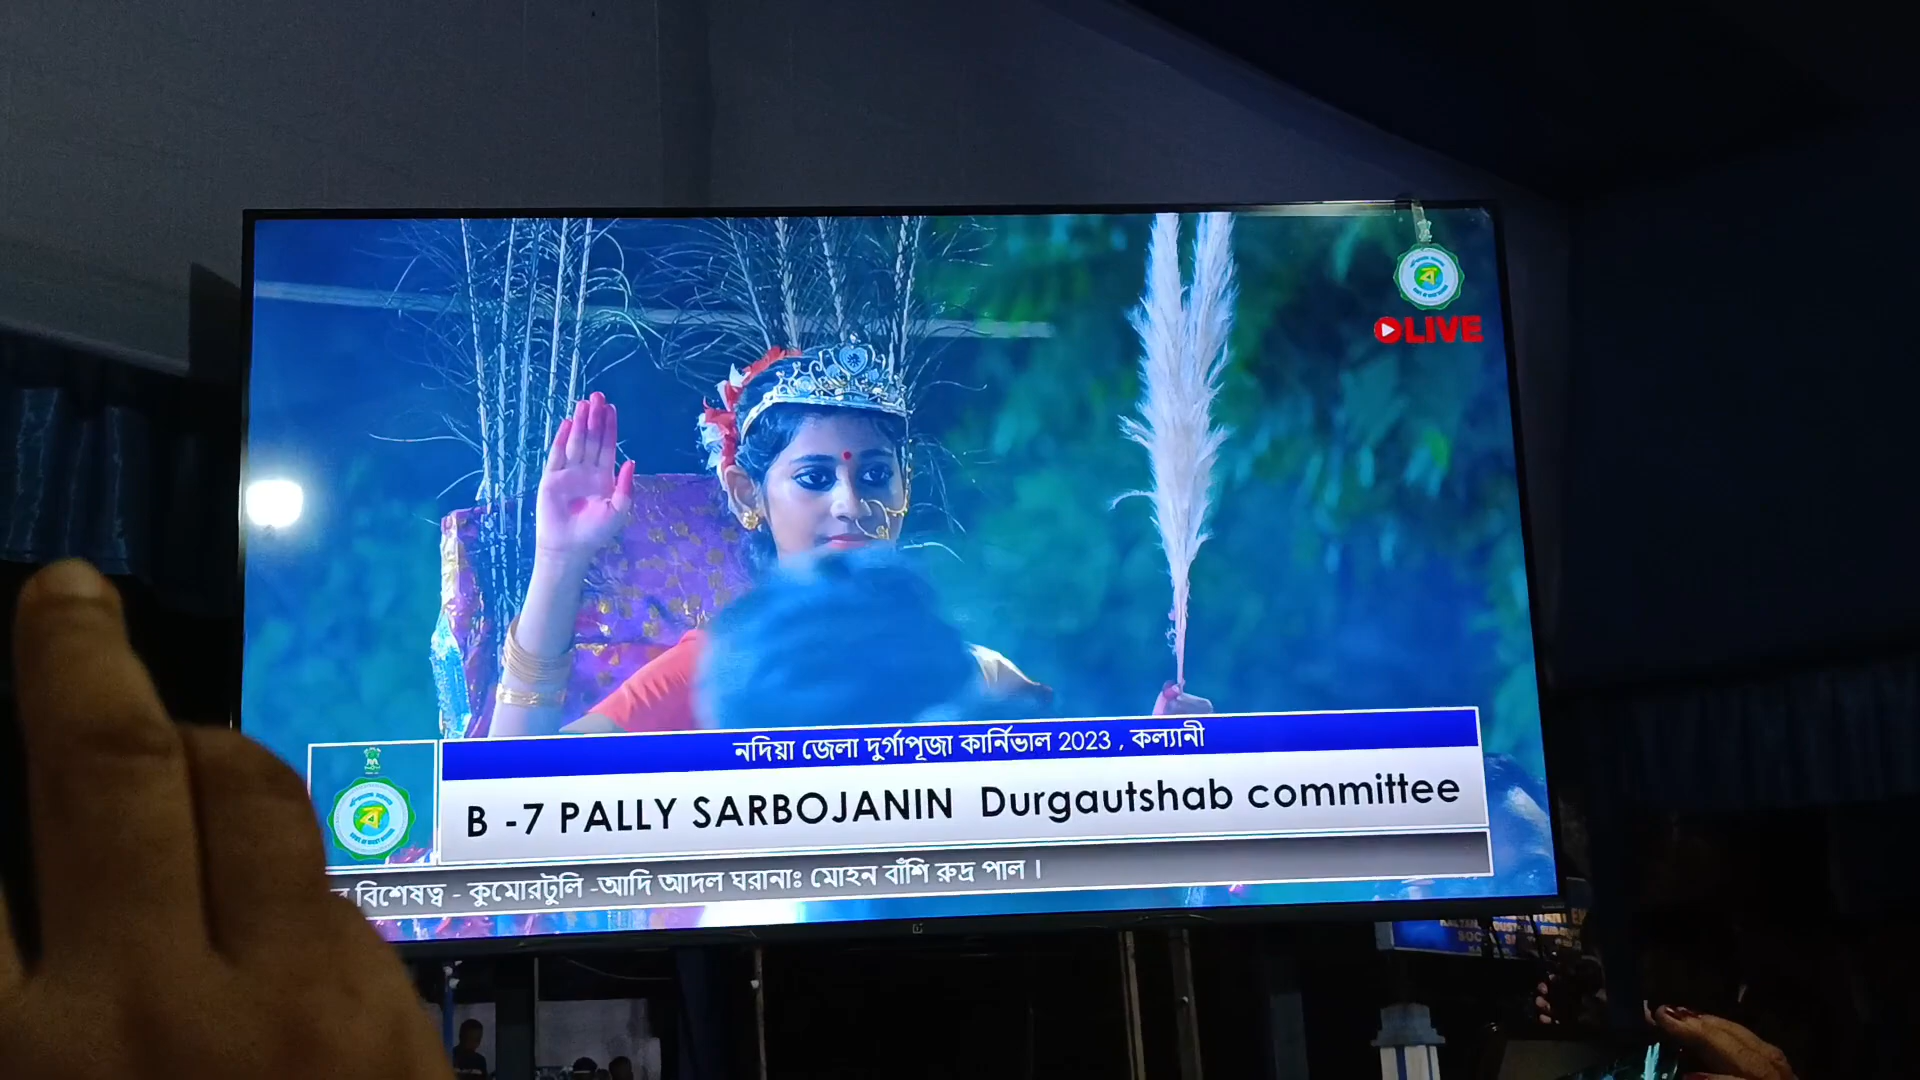 ব
LIVE
নদিয়া জেলা দুর্গাপূজা কার্নিভাল 2023 , কল্যানী
B -7 PALLY SARBOJANIN Durgautshab committee
ব
বিশেষত্ব - কুমোরটুলি -আদি আদল ঘরানাঃ মোহন বাঁশি রুদ্র পাল ।